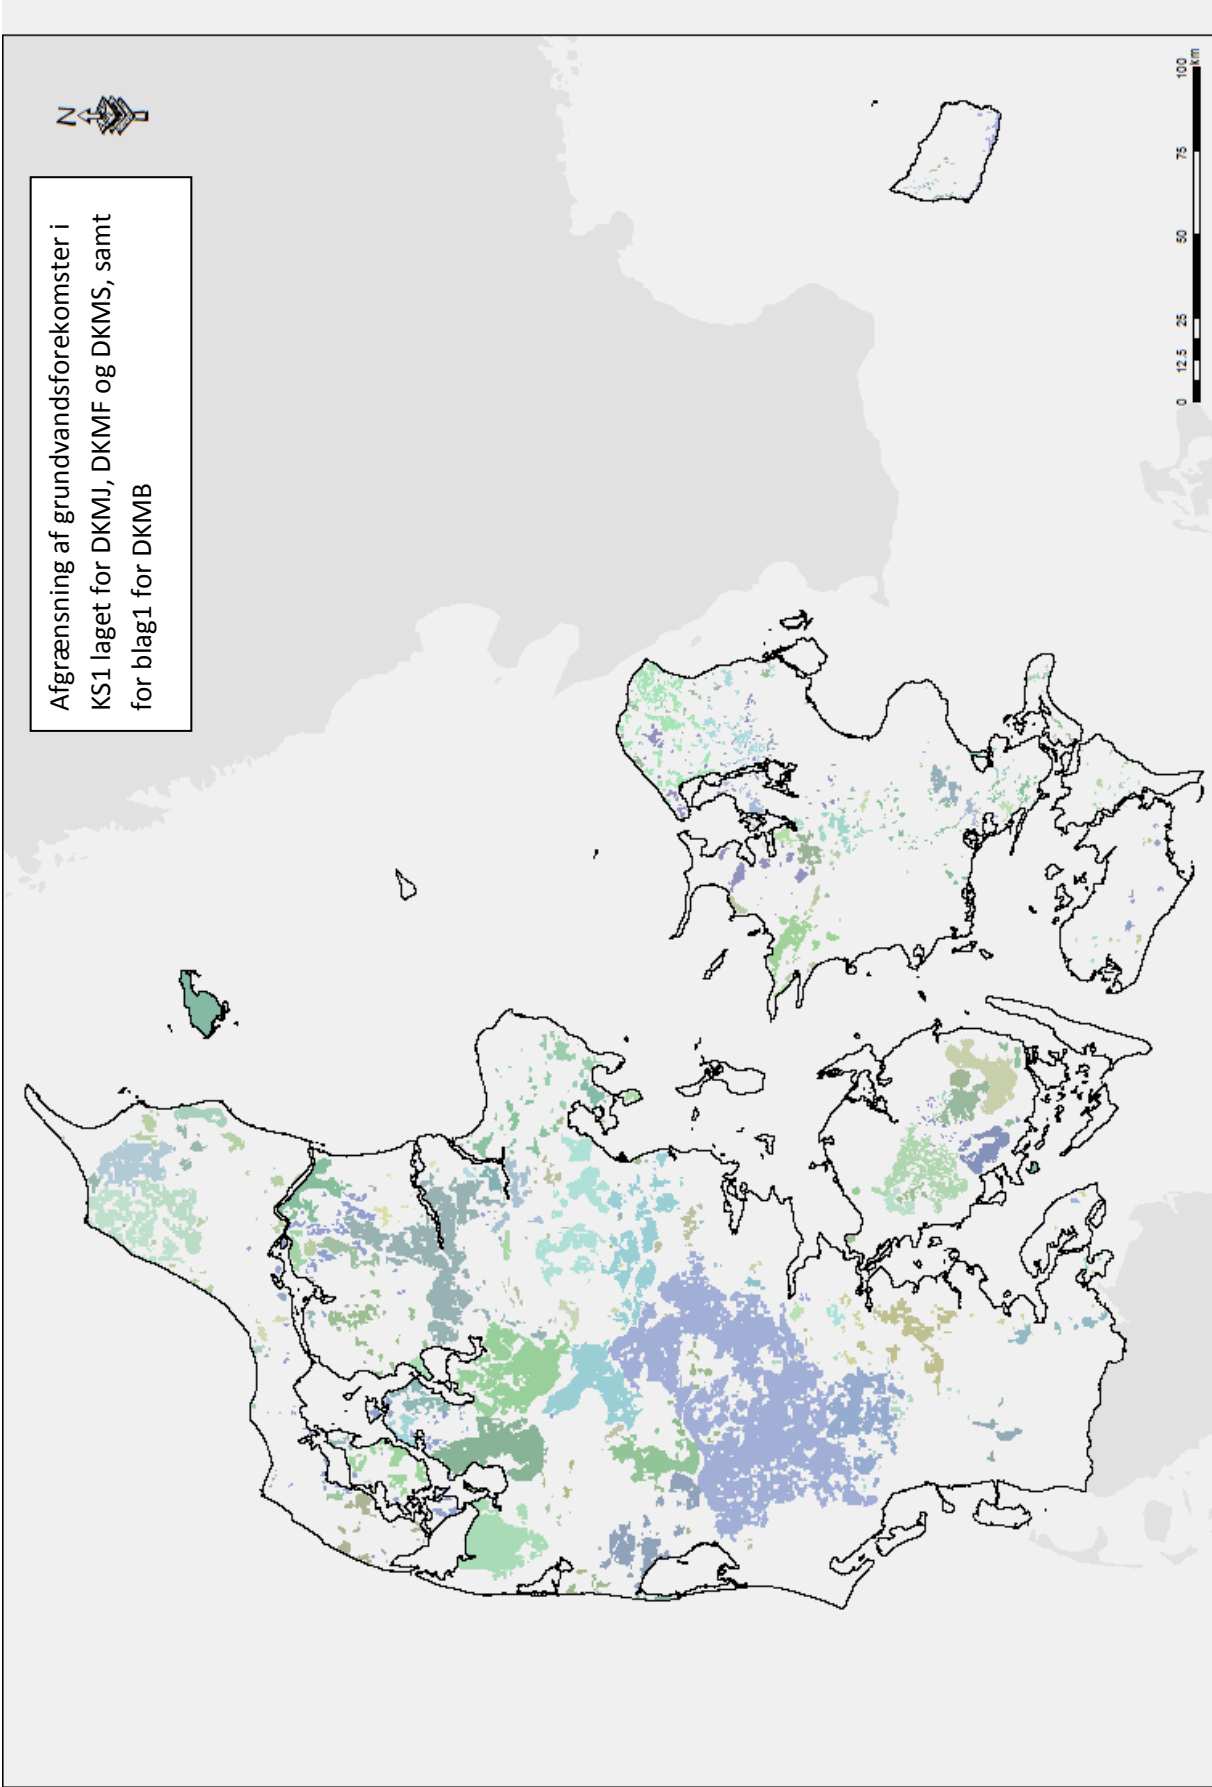 Afgrænsning af grundvandsforekomster i
KS1 laget for DKMJ, DKMF og DKMS, samt
for blag1 for DKMB
N
0 12.5 25 50 75 100
km